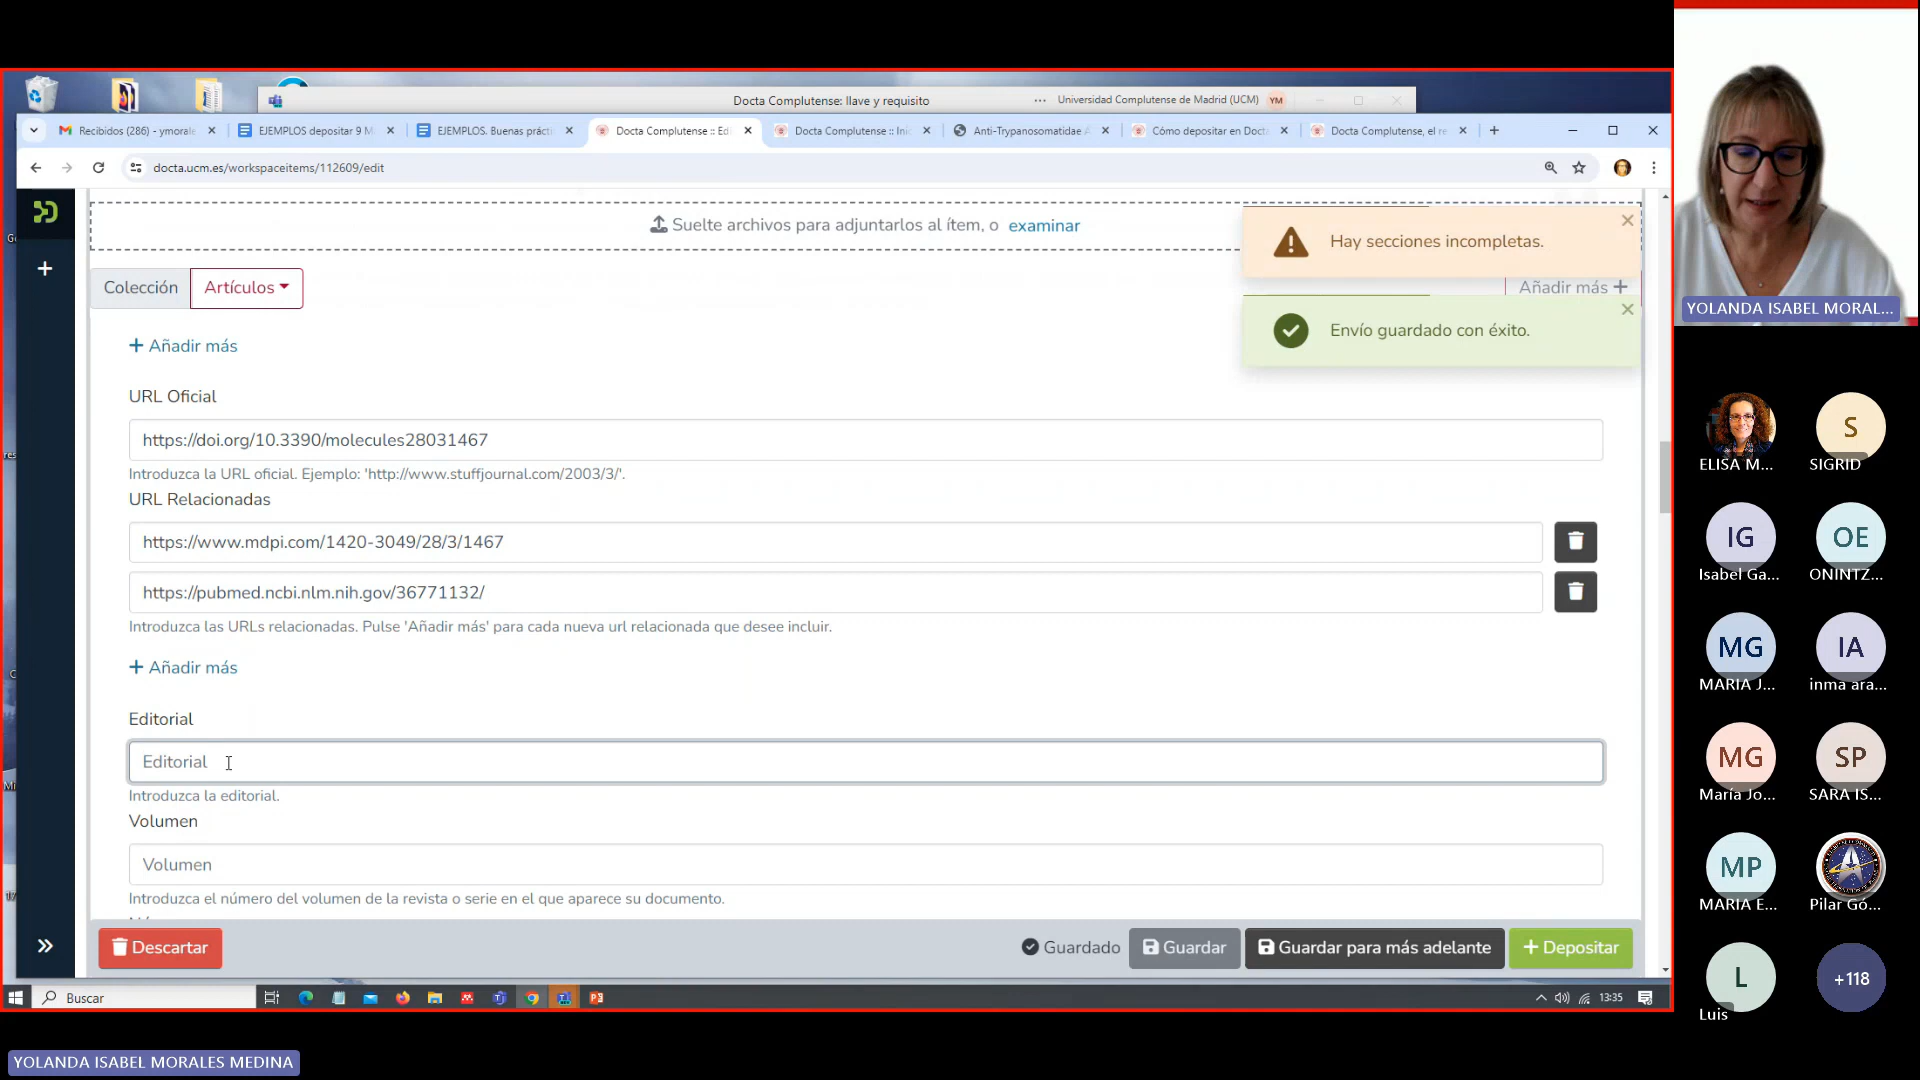 Docta Complutense: llave y requisito
Universidad Complutense de Madrid (UCM)
YM
Recibidos (286) - ymorale
EJEMPLOS depositar 9 M
EJEMPLOS. Buenas prácti
Docta Complutense :: Ed
Docta Complutense :: Ini
Anti-Trypanosomatidae
Cómo depositar en Docta
Docta Complutense, el re
docta.ucm.es/workspaceitems/112609/edit
Suelte archivos para adjuntarlos al ítem, o examinar
Hay secciones incompletas.
Colección
Artículos
Añadir más +
Envío guardado con éxito.
+ Añadir más
URL Oficial
https://doi.org/10.3390/molecules28031467
Introduzca la URL oficial. Ejemplo: 'http://www.stuffjournal.com/2003/3/'.
URL Relacionadas
https://www.mdpi.com/1420-3049/28/3/1467
https://pubmed.ncbi.nlm.nih.gov/36771132/
Introduzca las URLs relacionadas. Pulse 'Añadir más' para cada nueva url relacionada que desee incluir.
+ Añadir más
Editorial
Editorial
Introduzca la editorial.
Volumen
Volumen
Introduzca el número del volumen de la revista o serie en el que aparece su documento.
Descartar
Guardado
Guardar
Guardar para más adelante
+ Depositar
Buscar
13:35
YOLANDA ISABEL MORAL...
ELISA M...
S
SIGRID
IG
Isabel Ga...
OE
ONINTZ...
MG
MARIA J...
IA
inma ara...
MG
María Jo...
SP
SARA IS...
MP
MARIA E...
Pilar Gó...
L
Luis
+118
YOLANDA ISABEL MORALES MEDINA